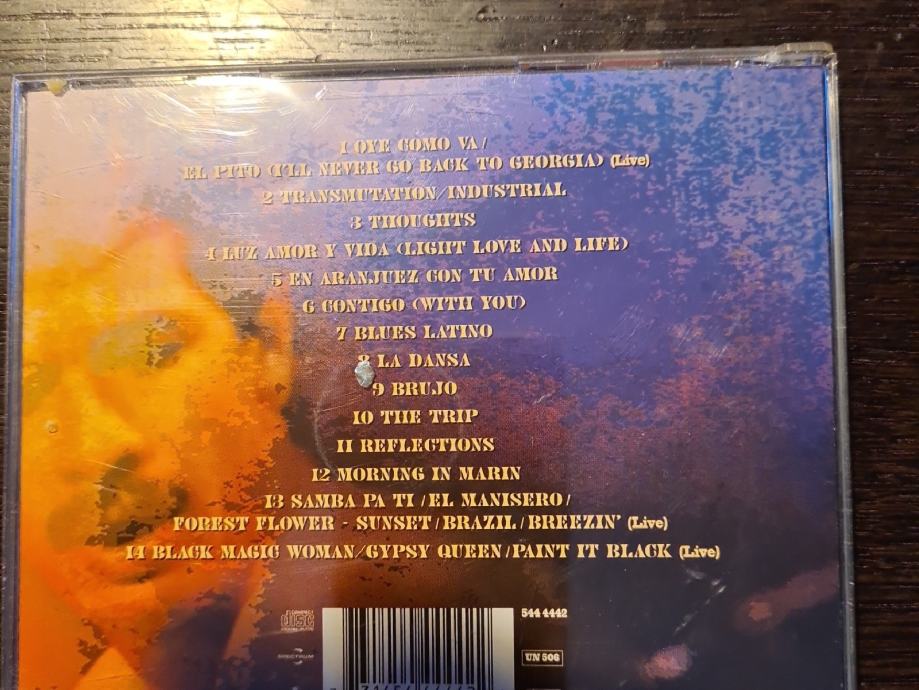 1 OYE COMO VA /
EL PITO (I'LL NEVER GO BACK TO GEORGIA) (Live)
2 TRANSMUTATION/INDUSTRIAL
3 THOUGHTS
4 LUZ AMOR Y VIDA (LIGHT LOVE AND LIFE)
5 EN ARANJUEZ CON TU AMOR
6 CONTIGO (WITH YOU)
7 BLUES LATINO
8 LA DANSA
9 BRUJO
10 THE TRIP
11 REFLECTIONS
12 MORNING IN MARIN
13 SAMBA PA TI /EL MANISERO/
FOREST FLOWER - SUNSET/BRAZIL/BREEZIN' (Live)
14 BLACK MAGIC WOMAN/GYPSY QUEEN/PAINT IT BLACK (Live)
COMPACT
disc
544 4442
SPECTRUM
UN 506